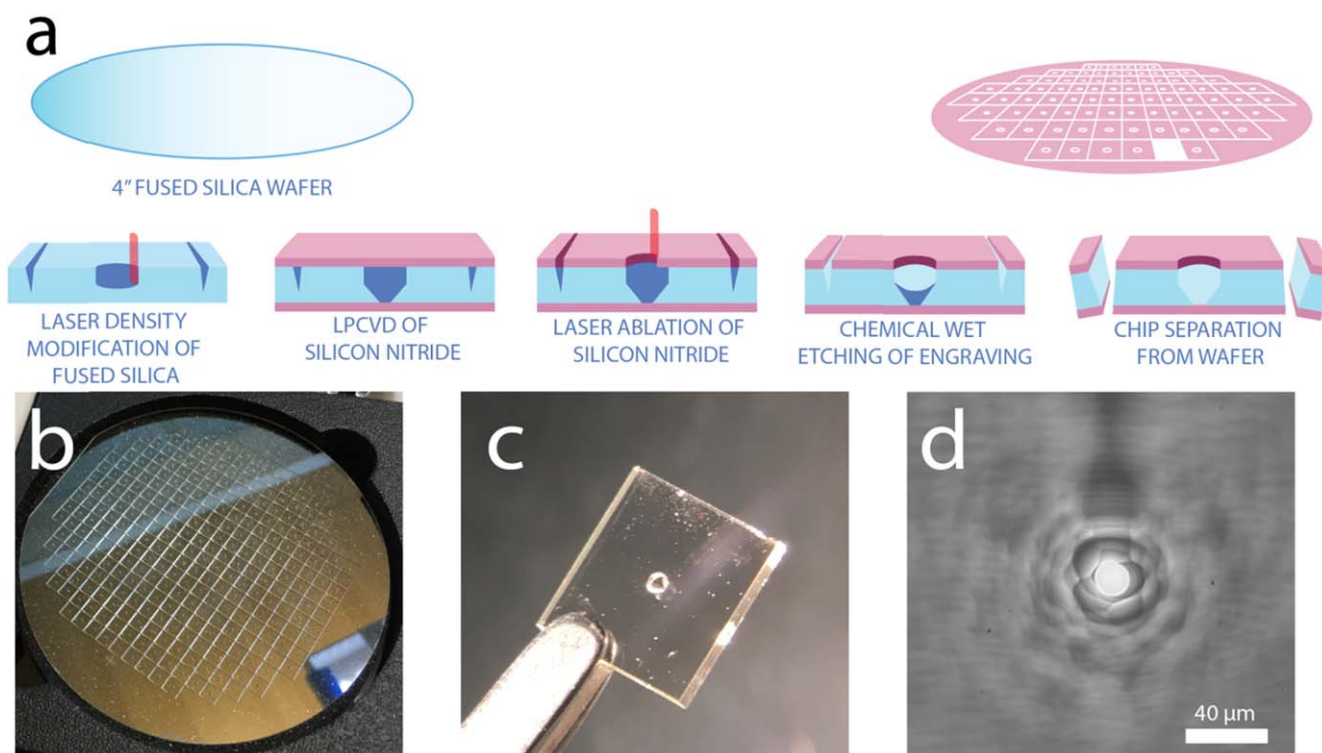 a
4” FUSED SILICA WAFER
LASER DENSITY
MODIFICATION OF
FUSED SILICA
LPCVD OF
SILICON NITRIDE
LASER ABLATION OF
SILICON NITRIDE
CHEMICAL WET
ETCHING OF ENGRAVING
CHIP SEPARATION
FROM WAFER
b
c
d
40 μm